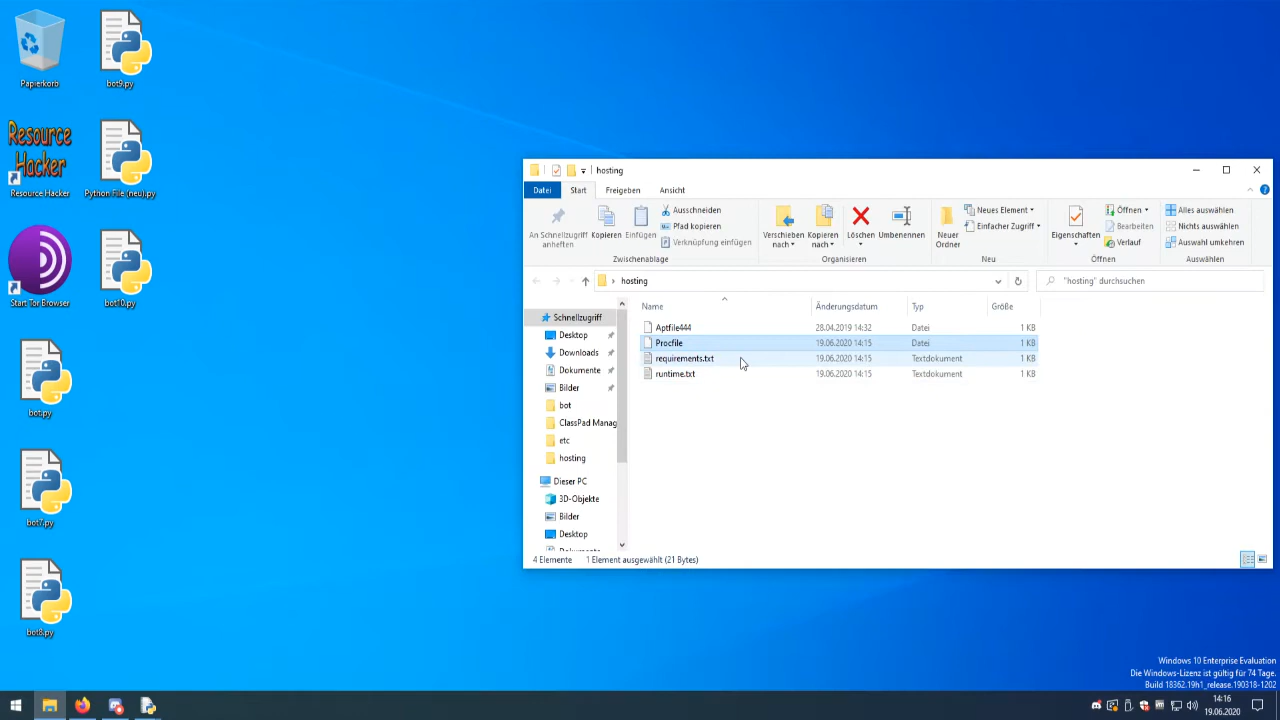 Papierkorb
bot9.py
Resource
Hacker
Resource Hacker
Python File (neu).py
Start Tor Browser
bot10.py
bot.py
bot7.py
bot8.py
hosting
Datei Start Freigeben Ansicht
An Schnellzugriff
anheften
Kopieren
Einfügen
Ausschneiden
Pfad kopieren
Verknüpfung einfügen
Zwischenablage
Verschieben
nach
Kopieren
nach
Löschen
Umbenennen
Organisieren
Neuer
Ordner
Neues Element
Einfacher Zugriff
Neu
Eigenschaften
Öffnen
Bearbeiten
Verlauf
Öffnen
Alles auswählen
Nichts auswählen
Auswahl umkehren
Auswählen
hosting
"hosting" durchsuchen
Schnellzugriff
Desktop
Downloads
Dokumente
Bilder
bot
ClassPad Manag
etc
hosting
Dieser PC
3D-Objekte
Bilder
Desktop
Name Änderungsdatum Typ Größe
Aptfile444 28.04.2019 14:32 Datei 1 KB
Procfile 19.06.2020 14:15 Datei 1 KB
requirements.txt 19.06.2020 14:15 Textdokument 1 KB
runtime.txt 19.06.2020 14:15 Textdokument 1 KB
4 Elemente 1 Element ausgewählt (21 Bytes)
Windows 10 Enterprise Evaluation
Die Windows-Lizenz ist gültig für 74 Tage.
Build 18362.19h1_release.190318-1202
14:16
19.06.2020